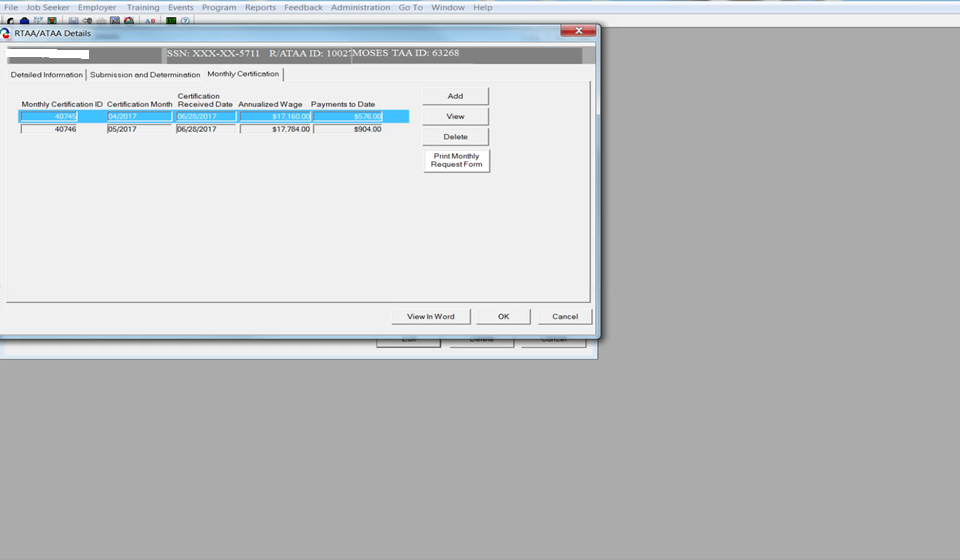 File Job Seeker Employer Training Events Program Reports Feedback Administration Go To Window Help
RTAA/ATAA Details
SSN: XXX-XX-5711 R/ATAA ID: 1002 MOSES TAA ID: 63268
Detailed Information Submission and Determination Monthly Certification
Monthly Certification ID Certification Month Certification Received Date Annualized Wage Payments to Date
40745 04/2017 06/28/2017 $17,160.00 $576.00
40746 05/2017 06/28/2017 $17,784.00 $904.00
Add
View
Delete
Print Monthly
Request Form
View In Word OK Cancel
Delete Cancel